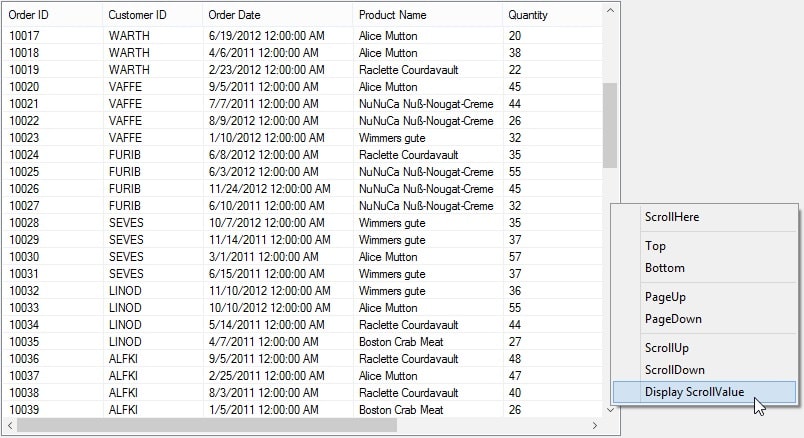 Order ID Customer ID Order Date Product Name Quantity
10017 WARTH 6/19/2012 12:00:00 AM Alice Mutton 20
10018 WARTH 4/6/2011 12:00:00 AM Alice Mutton 38
10019 WARTH 2/23/2012 12:00:00 AM Raclette Courdavault 22
10020 VAFFE 9/5/2011 12:00:00 AM Alice Mutton 45
10021 VAFFE 7/7/2011 12:00:00 AM NuNuCa Nuß-Nougat-Creme 44
10022 VAFFE 8/9/2012 12:00:00 AM NuNuCa Nuß-Nougat-Creme 26
10023 VAFFE 1/10/2012 12:00:00 AM Wimmers gute 32
10024 FURIB 6/8/2012 12:00:00 AM Raclette Courdavault 35
10025 FURIB 6/3/2012 12:00:00 AM NuNuCa Nuß-Nougat-Creme 55
10026 FURIB 11/24/2012 12:00:00 AM NuNuCa Nuß-Nougat-Creme 45
10027 FURIB 6/10/2011 12:00:00 AM NuNuCa Nuß-Nougat-Creme 32
10028 SEVES 10/7/2012 12:00:00 AM Wimmers gute 35
10029 SEVES 11/14/2011 12:00:00 AM Wimmers gute 37
10030 SEVES 3/1/2011 12:00:00 AM Alice Mutton 57
10031 SEVES 6/15/2011 12:00:00 AM Wimmers gute 37
10032 LINOD 11/10/2012 12:00:00 AM Wimmers gute 36
10033 LINOD 10/10/2012 12:00:00 AM Alice Mutton 55
10034 LINOD 5/14/2011 12:00:00 AM Raclette Courdavault 44
10035 LINOD 4/7/2011 12:00:00 AM Boston Crab Meat 27
10036 ALFKI 9/5/2011 12:00:00 AM Raclette Courdavault 48
10037 ALFKI 2/25/2011 12:00:00 AM Alice Mutton 47
10038 ALFKI 8/3/2011 12:00:00 AM Raclette Courdavault 40
10039 ALFKI 1/5/2011 12:00:00 AM Boston Crab Meat 26
ScrollHere
Top
Bottom
PageUp
PageDown
ScrollUp
ScrollDown
Display ScrollValue